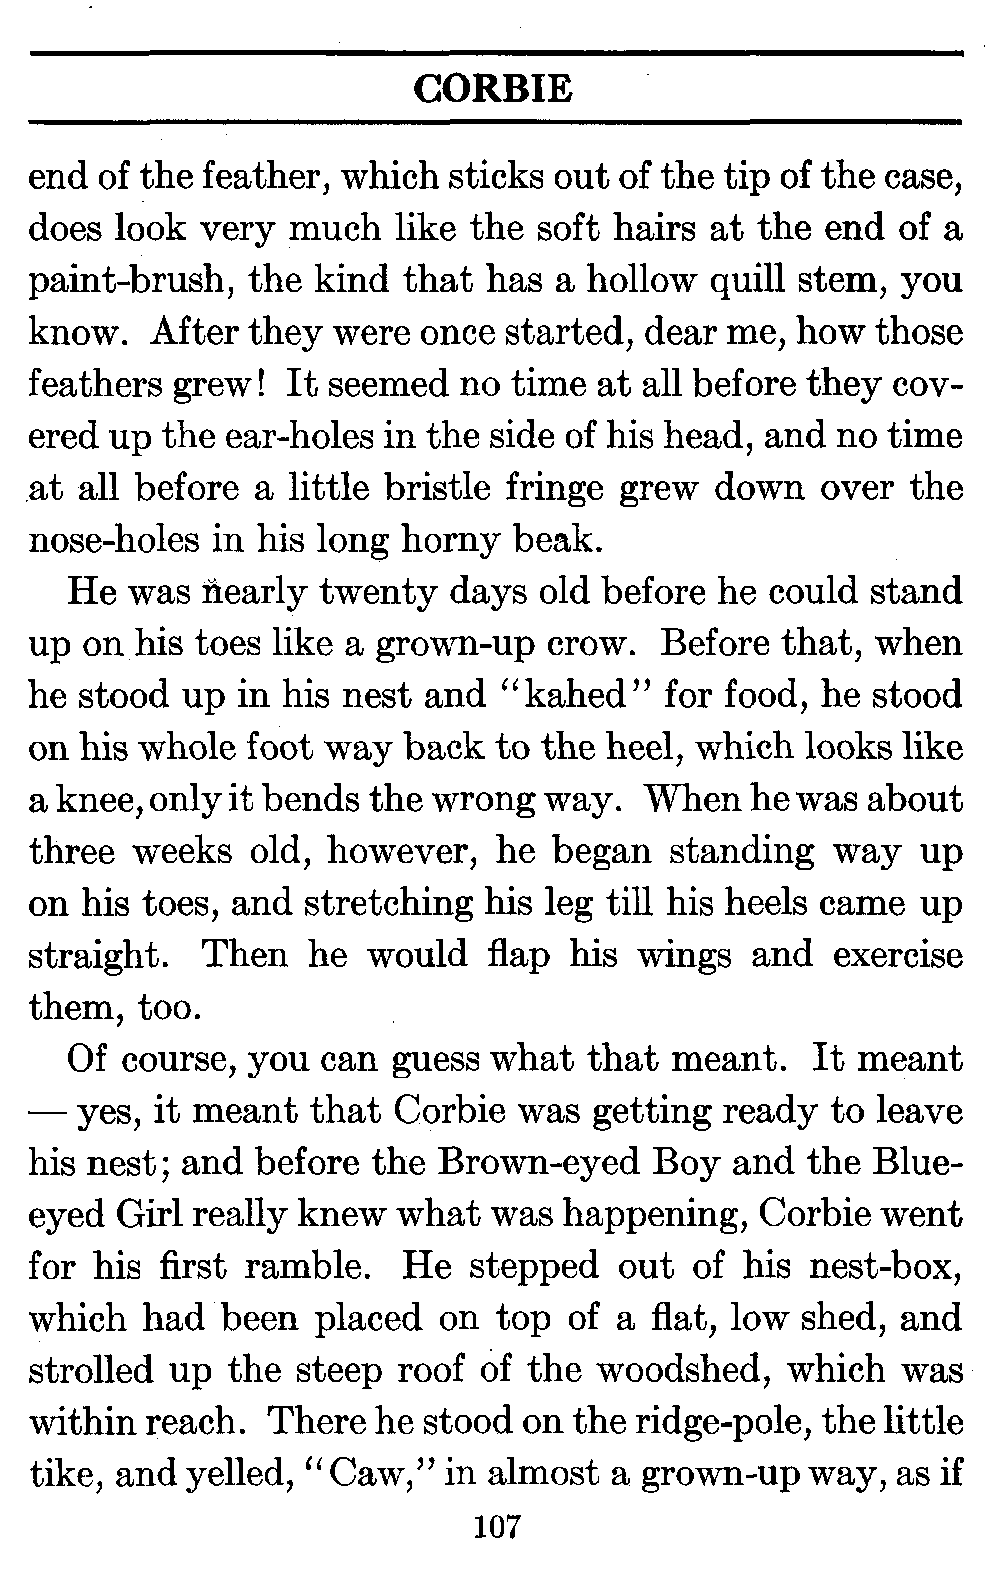 CORBIE
end of the feather, which sticks out of the tip of the case,
does look very much like the soft hairs at the end of a
paint-brush, the kind that has a hollow quill stem, you
know. After they were once started, dear me, how those
feathers grew! It seemed no time at all before they cov-
ered up the ear-holes in the side of his head, and no time
at all before a little bristle fringe grew down over the
nose-holes in his long horny beak.
He was nearly twenty days old before he could stand
up on his toes like a grown-up crow. Before that, when
he stood up in his nest and "kahed" for food, he stood
on his whole foot way back to the heel, which looks like
a knee, only it bends the wrong way. When he was about
three weeks old, however, he began standing way up
on his toes, and stretching his leg till his heels came up
straight. Then he would flap his wings and exercise
them, too.
Of course, you can guess what that meant. It meant
— yes, it meant that Corbie was getting ready to leave
his nest; and before the Brown-eyed Boy and the Blue-
eyed Girl really knew what was happening, Corbie went
for his first ramble. He stepped out of his nest-box,
which had been placed on top of a flat, low shed, and
strolled up the steep roof of the woodshed, which was
within reach. There he stood on the ridge-pole, the little
tike, and yelled, "Caw," in almost a grown-up way, as if
107